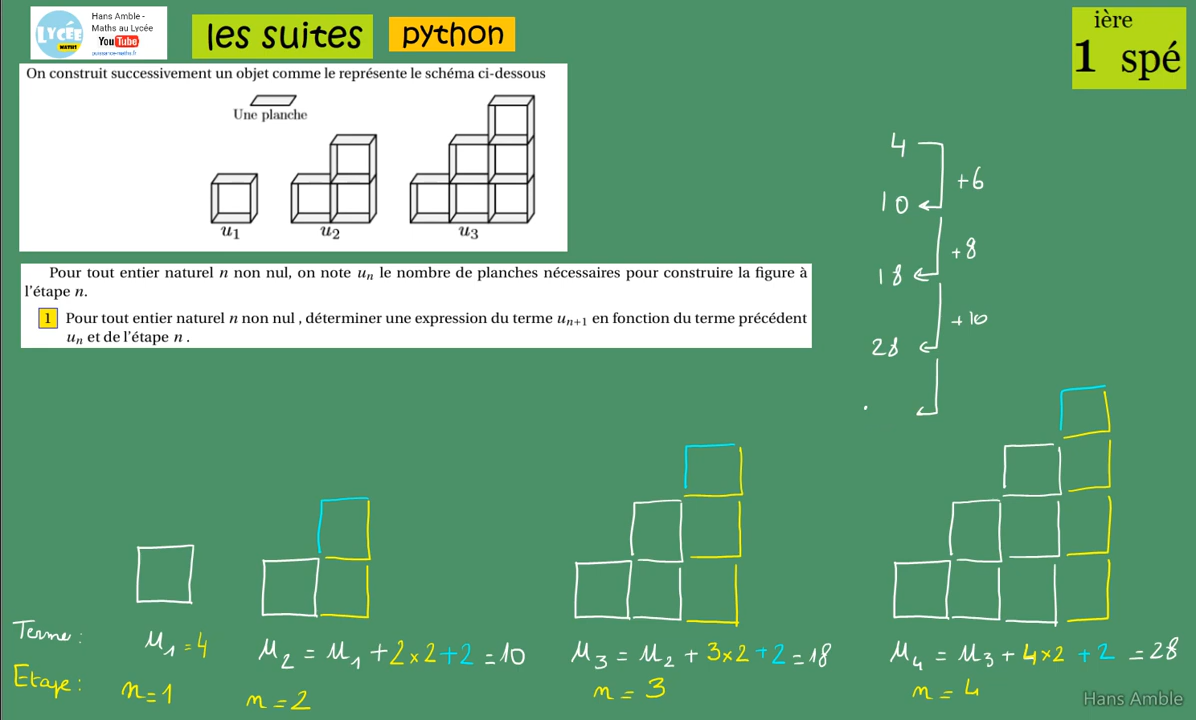 LYCÉE
MATHS
Hans Amble -
Maths au Lycée
YouTube
puissance-maths.fr
les suites
python
ière
1 spé
On construit successivement un objet comme le représente le schéma ci-dessous
Une planche
u1 u2 u3
Pour tout entier naturel n non nul, on note un le nombre de planches nécessaires pour construire la figure à
l'étape n.
1 Pour tout entier naturel n non nul , déterminer une expression du terme un+1 en fonction du terme précédent
un et de l'étape n .
4
+6
10
+8
18
+10
28
.
Terme : u1 = 4 u2 = u1 + 2×2 + 2 = 10 u3 = u2 + 3×2 + 2 = 18 u4 = u3 + 4×2 + 2 = 28
Etape : n=1 n=2 n = 3 n = 4
Hans Amble